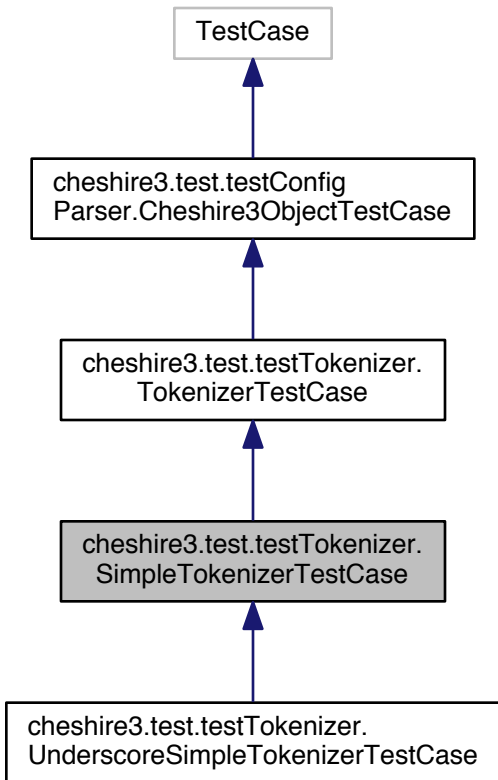 TestCase
cheshire3.test.testConfig
Parser.Cheshire3ObjectTestCase
cheshire3.test.testTokenizer.
TokenizerTestCase
cheshire3.test.testTokenizer.
SimpleTokenizerTestCase
cheshire3.test.testTokenizer.
UnderscoreSimpleTokenizerTestCase